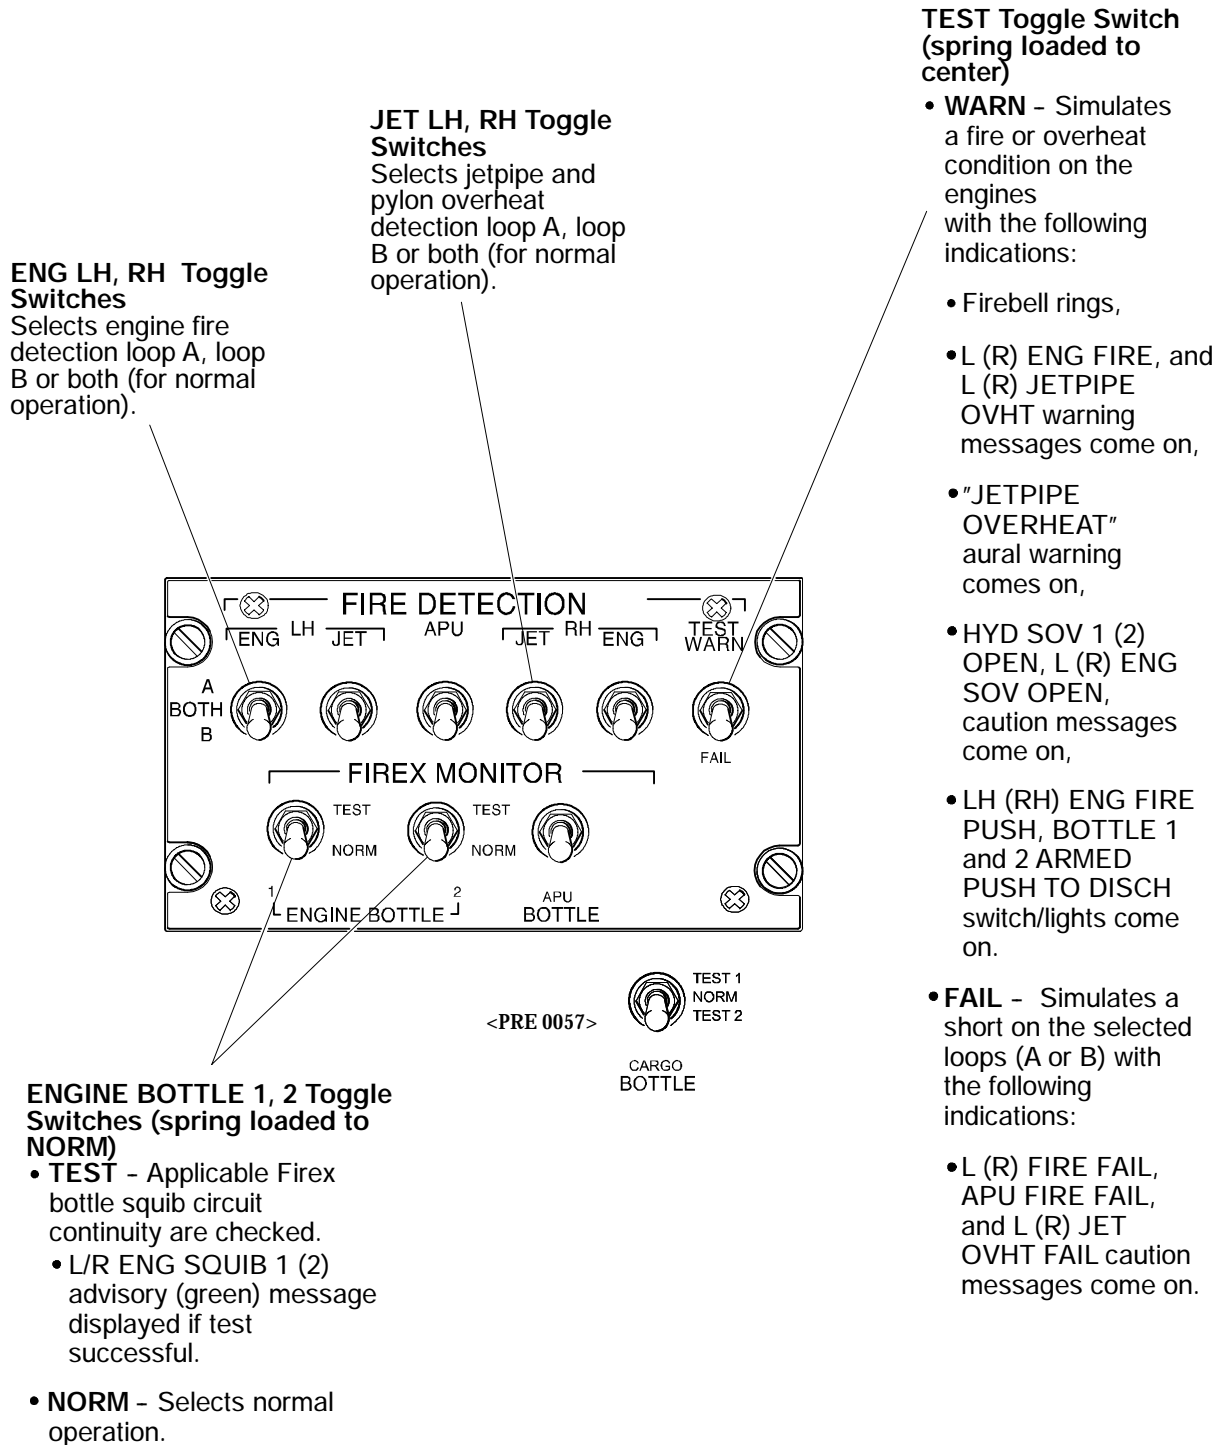 TEST Toggle Switch
(spring loaded to
center)
• WARN – Simulates
a fire or overheat
condition on the
engines
with the following
indications:
• Firebell rings,
• L (R) ENG FIRE, and
L (R) JETPIPE
OVHT warning
messages come on,
• "JETPIPE
OVERHEAT"
aural warning
comes on,
• HYD SOV 1 (2)
OPEN, L (R) ENG
SOV OPEN,
caution messages
come on,
• LH (RH) ENG FIRE
PUSH, BOTTLE 1
and 2 ARMED
PUSH TO DISCH
switch/lights come
on.
• FAIL – Simulates a
short on the selected
loops (A or B) with
the following
indications:
• L (R) FIRE FAIL,
APU FIRE FAIL,
and L (R) JET
OVHT FAIL caution
messages come on.
JET LH, RH Toggle
Switches
Selects jetpipe and
pylon overheat
detection loop A, loop
B or both (for normal
operation).
ENG LH, RH Toggle
Switches
Selects engine fire
detection loop A, loop
B or both (for normal
operation).
FIRE DETECTION
LH APU RH TEST
ENG JET JET ENG WARN
A
BOTH
B
FAIL
FIREX MONITOR
TEST TEST
NORM NORM
1 2
ENGINE BOTTLE
APU
BOTTLE
TEST 1
NORM
TEST 2
<PRE 0057>
CARGO
BOTTLE
ENGINE BOTTLE 1, 2 Toggle
Switches (spring loaded to
NORM)
• TEST – Applicable Firex
bottle squib circuit
continuity are checked.
• L/R ENG SQUIB 1 (2)
advisory (green) message
displayed if test
successful.
• NORM – Selects normal
operation.